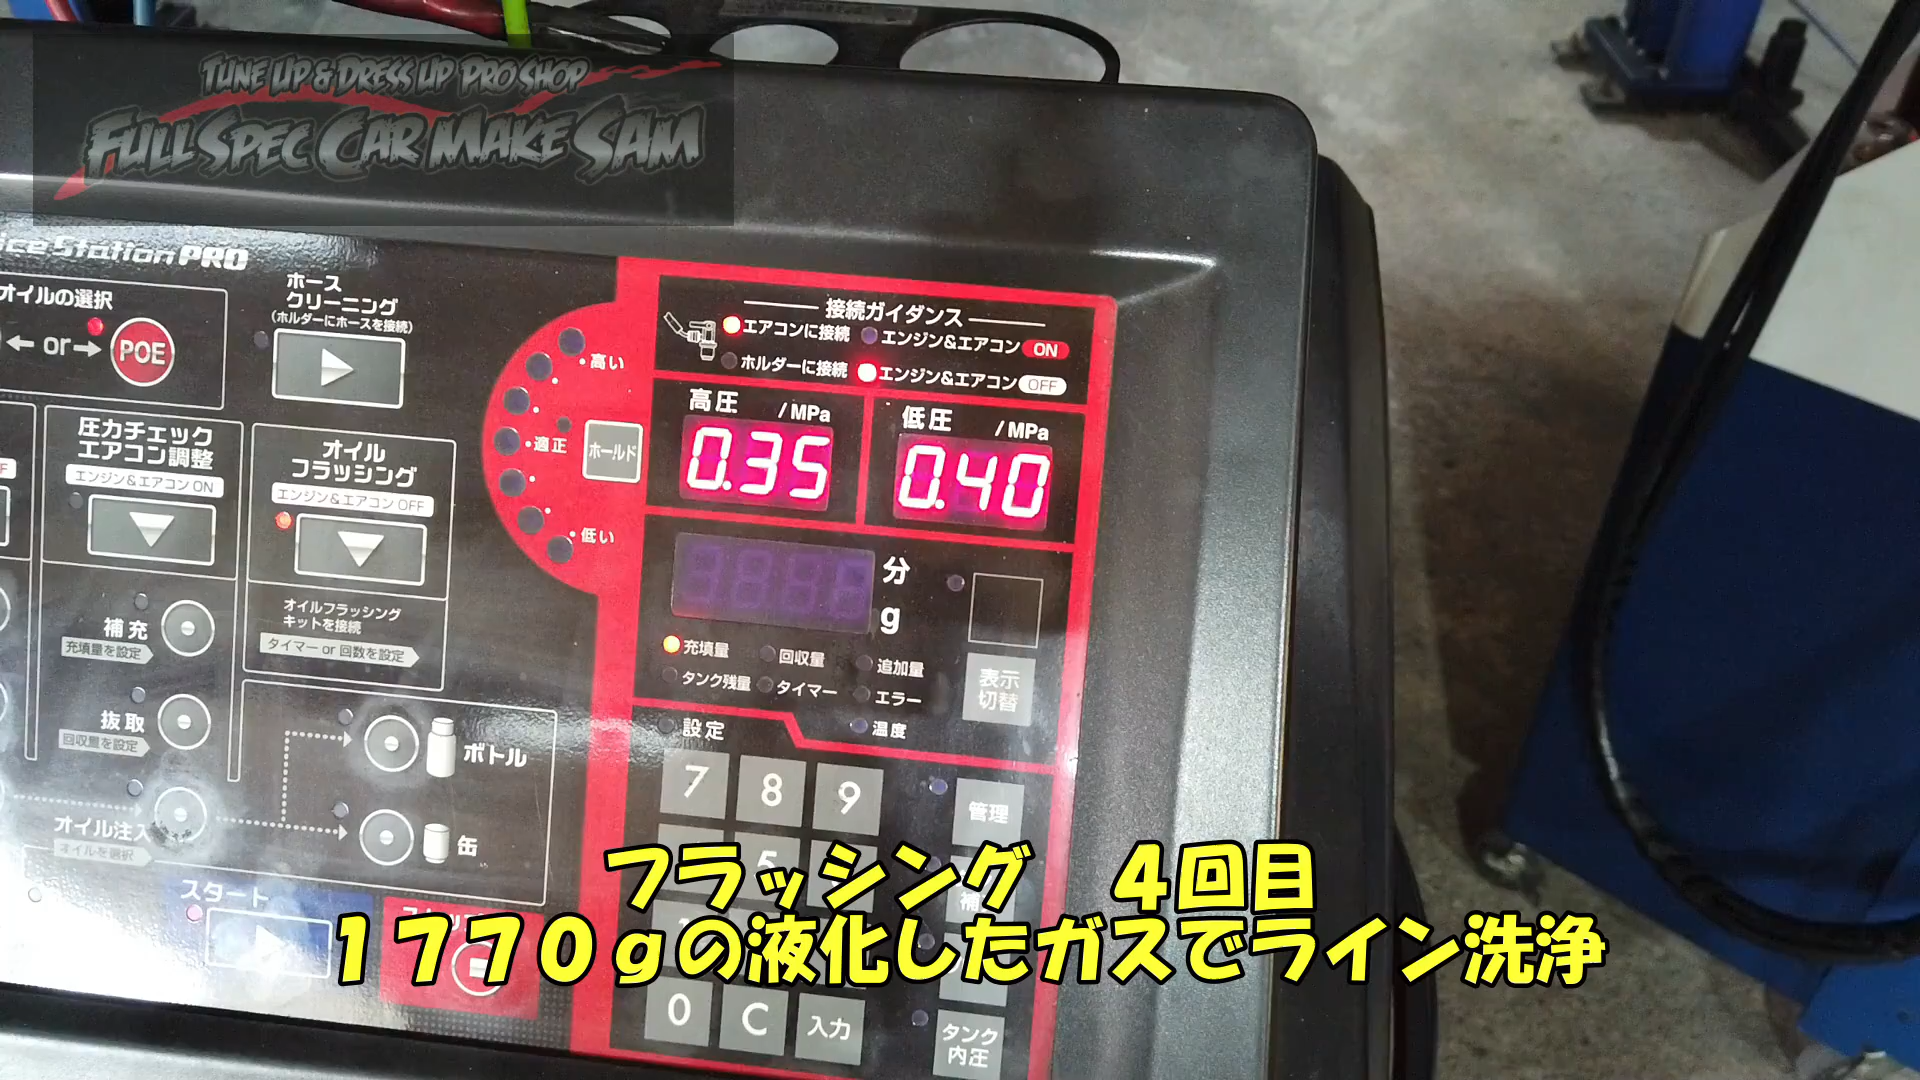 TUNE UP & DRESS UP PRO SHOP
FULL SPEC CAR MAKE SAM
ice Station PRO
オイルの選択
← or →
POE
ホース
クリーニング
(ホルダーにホースを接続)
圧力チェック
エアコン調整
エンジン&エアコン ON
オイル
フラッシング
エンジン&エアコン OFF
オイルフラッシング
キットを接続
タイマー or 回数を設定
高い
適正
低い
ホールド
接続ガイダンス
エアコンに接続
エンジン&エアコン ON
ホルダーに接続
エンジン&エアコン OFF
高圧 /MPa
0.35
低圧 /MPa
0.40
分
g
充填量
回収量
追加量
タンク残量
タイマー
エラー
温度
表示
切替
設定
補充
充填量を設定
抜取
回収量を設定
オイル注入
オイルを選択
ボトル
缶
スタート
7
8
9
管理
5
0
C
入力
タンク
内圧
フラッシング 4回目
1770gの液化したガスでライン洗浄